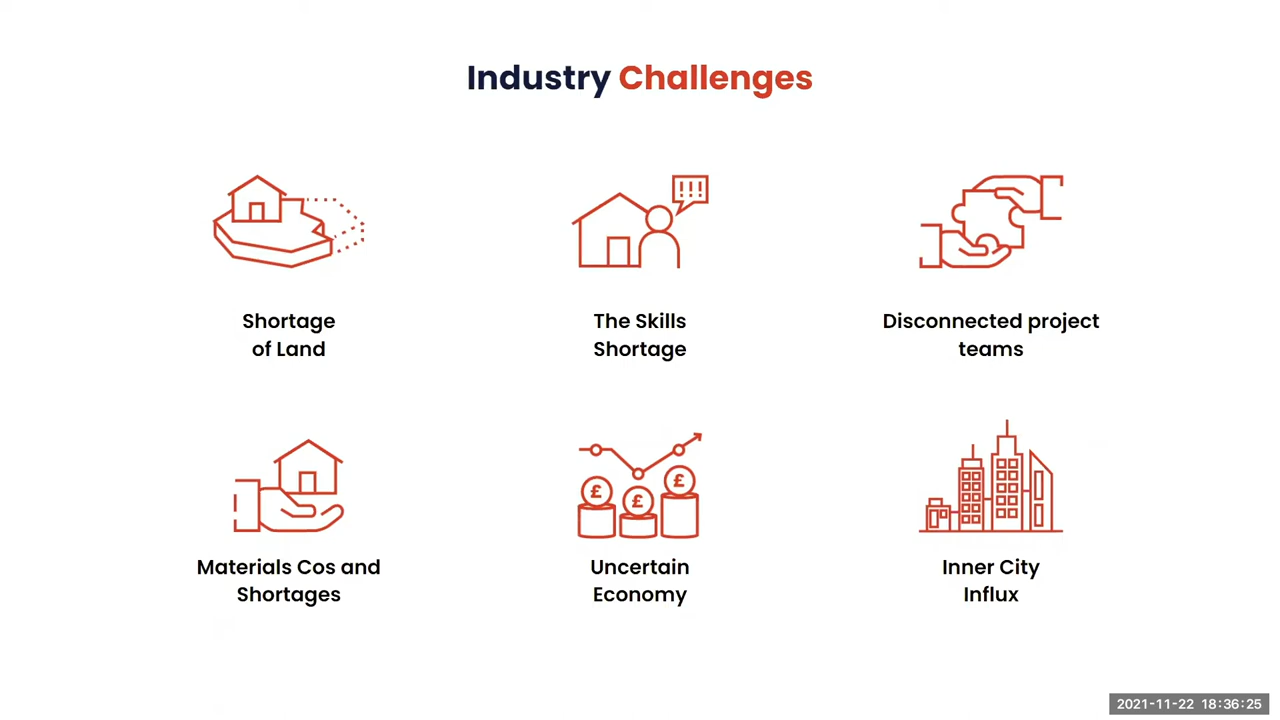 Industry Challenges
!!!
Shortage
of Land
The Skills
Shortage
Disconnected project
teams
£
£
£
Materials Cos and
Shortages
Uncertain
Economy
Inner City
Influx
2021-11-22 18:36:25